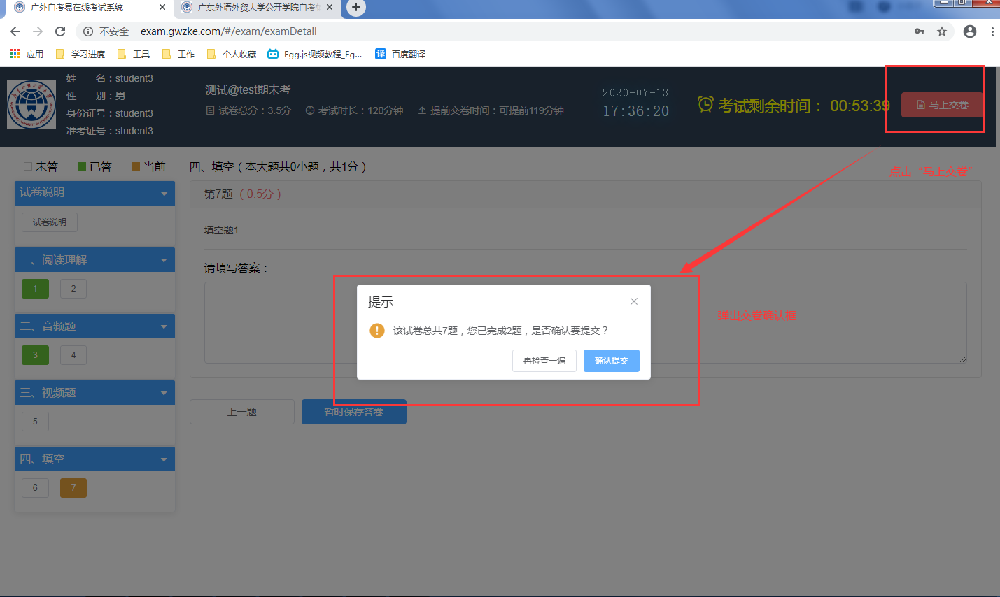 广外自考易在线考试系统
广东外语外贸大学公开学院自考
不安全 exam.gwzke.com/#/exam/examDetail
应用 学习进度 工具 工作 个人收藏 Egg.js视频教程_Eg... 译 百度翻译
姓 名：student3
性 别：男
身份证号：student3
准考证号：student3
测试@test期末考
试卷总分：3.5分 考试时长：120分钟 提前交卷时间：可提前119分钟
2020-07-13
17:36:20
考试剩余时间： 00:53:39
马上交卷
点击“马上交卷”
未答 已答 当前
四、填空（本大题共0小题，共1分）
试卷说明
试卷说明
一、阅读理解
1 2
二、音频题
3 4
三、视频题
5
四、填空
6 7
第7题（0.5分）
填空题1
请填写答案：
提示
该试卷总共7题，您已完成2题，是否确认要提交？
再检查一遍 确认提交
弹出交卷确认框
上一题 暂时保存答卷